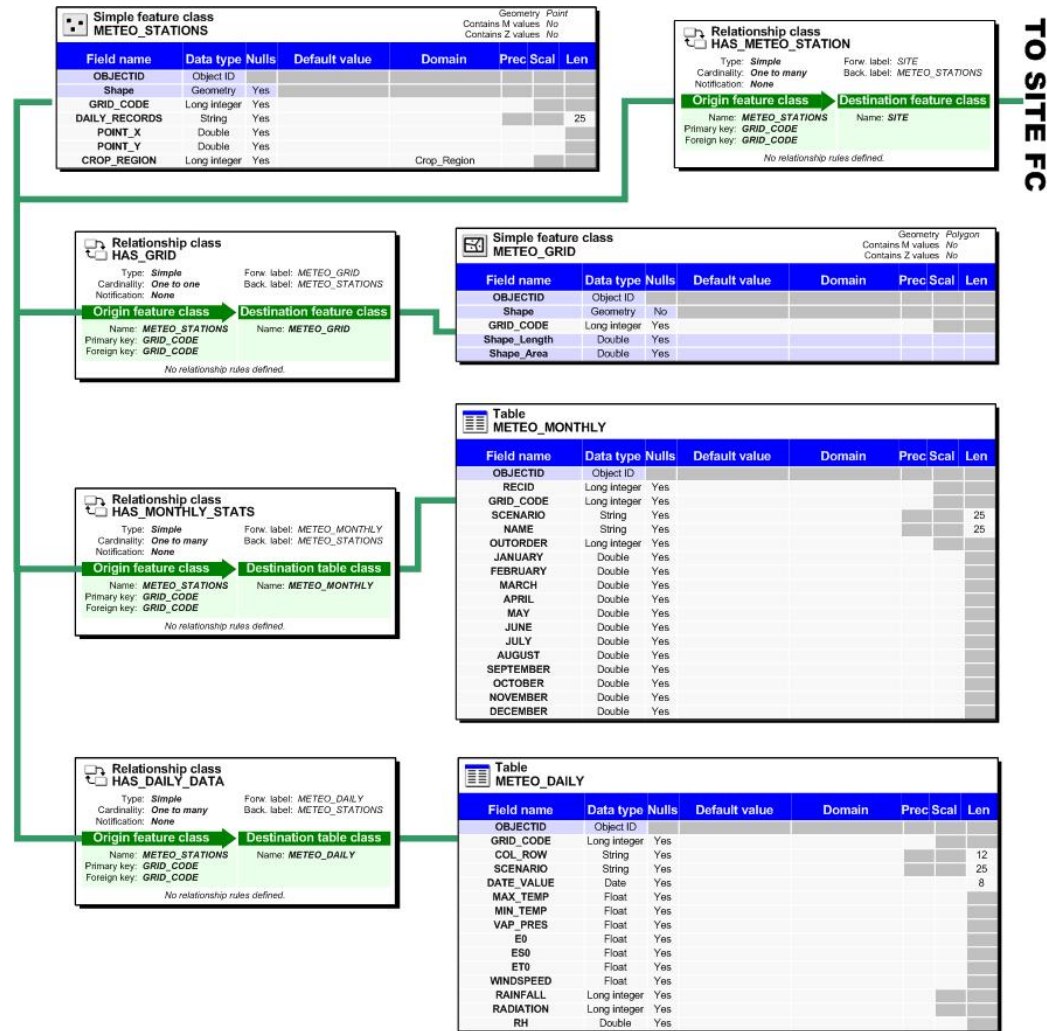 Simple feature class
METEO_STATIONS
Geometry Point
Contains M values No
Contains Z values No
Field name Data type Nulls Default value Domain Prec Scal Len
OBJECTID Object ID
Shape Geometry Yes
GRID_CODE Long integer Yes
DAILY_RECORDS String Yes 25
POINT_X Double Yes
POINT_Y Double Yes
CROP_REGION Long integer Yes Crop_Region
Relationship class
HAS_METEO_STATION
Type: Simple Forw. label: SITE
Cardinality: One to many Back. label: METEO_STATIONS
Notification: None
Origin feature class Destination feature class
Name: METEO_STATIONS Name: SITE
Primary key: GRID_CODE
Foreign key: GRID_CODE
No relationship rules defined.
TO SITE FC
Relationship class
HAS_GRID
Type: Simple Forw. label: METEO_GRID
Cardinality: One to one Back. label: METEO_STATIONS
Notification: None
Origin feature class Destination feature class
Name: METEO_STATIONS Name: METEO_GRID
Primary key: GRID_CODE
Foreign key: GRID_CODE
No relationship rules defined.
Simple feature class
METEO_GRID
Geometry Polygon
Contains M values No
Contains Z values No
Field name Data type Nulls Default value Domain Prec Scal Len
OBJECTID Object ID
Shape Geometry No
GRID_CODE Long integer Yes
Shape_Length Double Yes
Shape_Area Double Yes
Table
METEO_MONTHLY
Field name Data type Nulls Default value Domain Prec Scal Len
OBJECTID Object ID
RECID Long integer Yes
GRID_CODE Long integer Yes
SCENARIO String Yes 25
NAME String Yes 25
OUTORDER Long integer Yes
JANUARY Double Yes
FEBRUARY Double Yes
MARCH Double Yes
APRIL Double Yes
MAY Double Yes
JUNE Double Yes
JULY Double Yes
AUGUST Double Yes
SEPTEMBER Double Yes
OCTOBER Double Yes
NOVEMBER Double Yes
DECEMBER Double Yes
Relationship class
HAS_MONTHLY_STATS
Type: Simple Forw. label: METEO_MONTHLY
Cardinality: One to many Back. label: METEO_STATIONS
Notification: None
Origin feature class Destination table class
Name: METEO_STATIONS Name: METEO_MONTHLY
Primary key: GRID_CODE
Foreign key: GRID_CODE
No relationship rules defined.
Relationship class
HAS_DAILY_DATA
Type: Simple Forw. label: METEO_DAILY
Cardinality: One to many Back. label: METEO_STATIONS
Notification: None
Origin feature class Destination table class
Name: METEO_STATIONS Name: METEO_DAILY
Primary key: GRID_CODE
Foreign key: GRID_CODE
No relationship rules defined.
Table
METEO_DAILY
Field name Data type Nulls Default value Domain Prec Scal Len
OBJECTID Object ID
GRID_CODE Long integer Yes
COL_ROW String Yes 12
SCENARIO String Yes 25
DATE_VALUE Date Yes 8
MAX_TEMP Float Yes
MIN_TEMP Float Yes
VAP_PRES Float Yes
E0 Float Yes
ES0 Float Yes
ET0 Float Yes
WINDSPEED Float Yes
RAINFALL Long integer Yes
RADIATION Long integer Yes
RH Double Yes